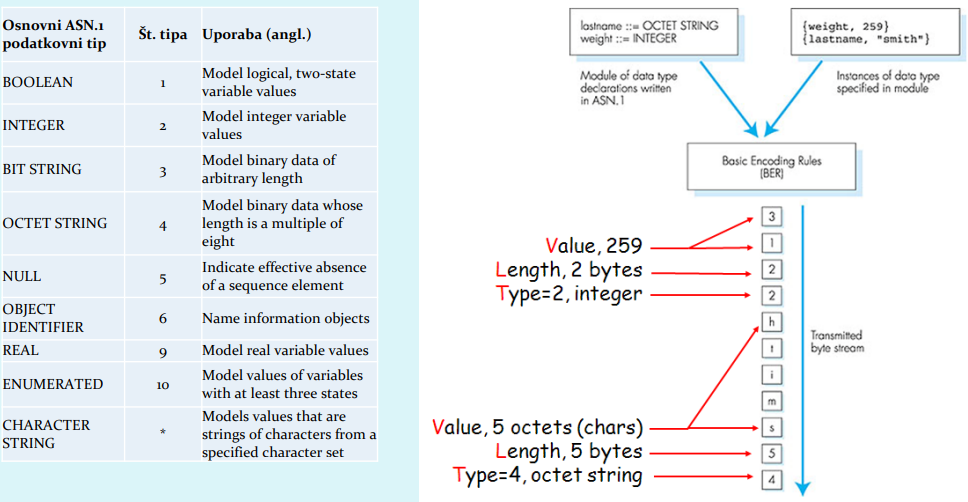 Osnovni ASN.1
podatkovni tip
Št. tipa
Uporaba (angl.)
BOOLEAN
1
Model logical, two-state
variable values
INTEGER
2
Model integer variable
values
BIT STRING
3
Model binary data of
arbitrary length
OCTET STRING
4
Model binary data whose
length is a multiple of
eight
NULL
5
Indicate effective absence
of a sequence element
OBJECT
IDENTIFIER
6
Name information objects
REAL
9
Model real variable values
ENUMERATED
10
Model values of variables
with at least three states
CHARACTER
STRING
*
Models values that are
strings of characters from a
specified character set
lastname ::= OCTET STRING
weight ::= INTEGER
{weight, 259}
{lastname, "smith"}
Module of data type
declarations written
in ASN.1
Instances of data type
specified in module
Basic Encoding Rules
(BER)
3
Value, 259
1
Length, 2 bytes
2
Type=2, integer
2
h
t
Transmitted
byte stream
i
m
Value, 5 octets (chars)
s
Length, 5 bytes
5
Type=4, octet string
4